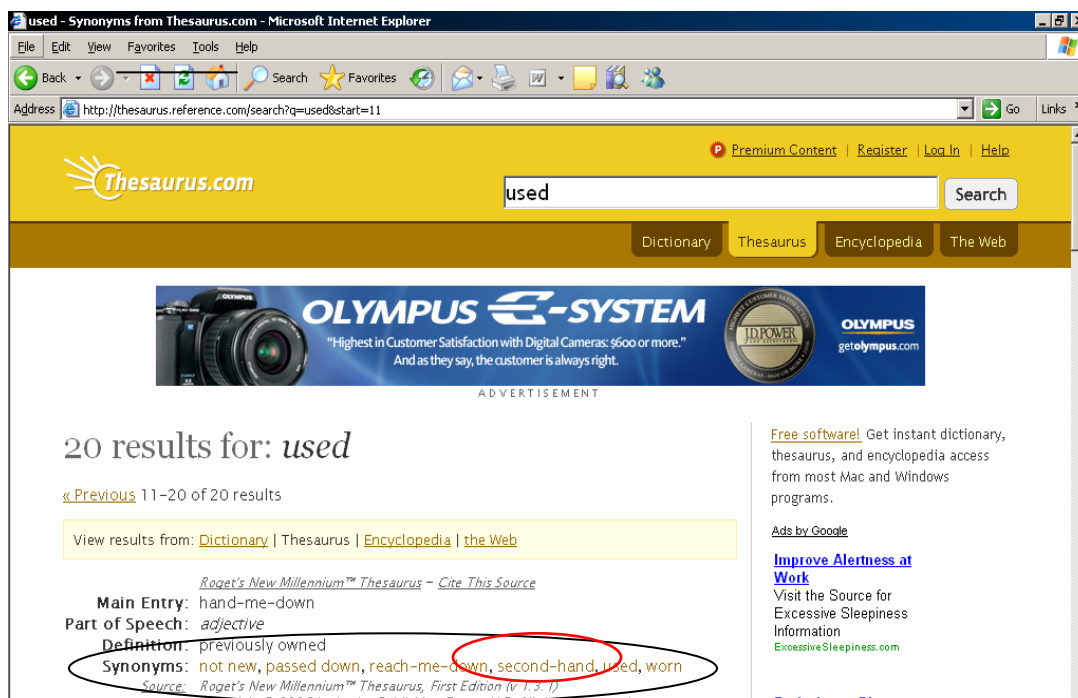 used - Synonyms from Thesaurus.com - Microsoft Internet Explorer
File Edit View Favorites Tools Help
Back Search Favorites
Address http://thesaurus.reference.com/search?q=used&start=11 Go Links
P Premium Content | Register | Log In | Help
Thesaurus.com
used Search
Dictionary Thesaurus Encyclopedia The Web
OLYMPUS
OLYMPUS E-SYSTEM
"Highest in Customer Satisfaction with Digital Cameras: $600 or more."
And as they say, the customer is always right.
J.D. POWER
OLYMPUS
getolympus.com
ADVERTISEMENT
20 results for: used
« Previous 11-20 of 20 results
View results from: Dictionary | Thesaurus | Encyclopedia | the Web
Roget's New Millennium™ Thesaurus - Cite This Source
Main Entry: hand-me-down
Part of Speech: adjective
Definition: previously owned
Synonyms: not new, passed down, reach-me-down, second-hand, used, worn
Source: Roget's New Millennium™ Thesaurus, First Edition (v 1.3.1)
Free software! Get instant dictionary,
thesaurus, and encyclopedia access
from most Mac and Windows
programs.
Ads by Google
Improve Alertness at
Work
Visit the Source for
Excessive Sleepiness
Information
ExcessiveSleepiness.com